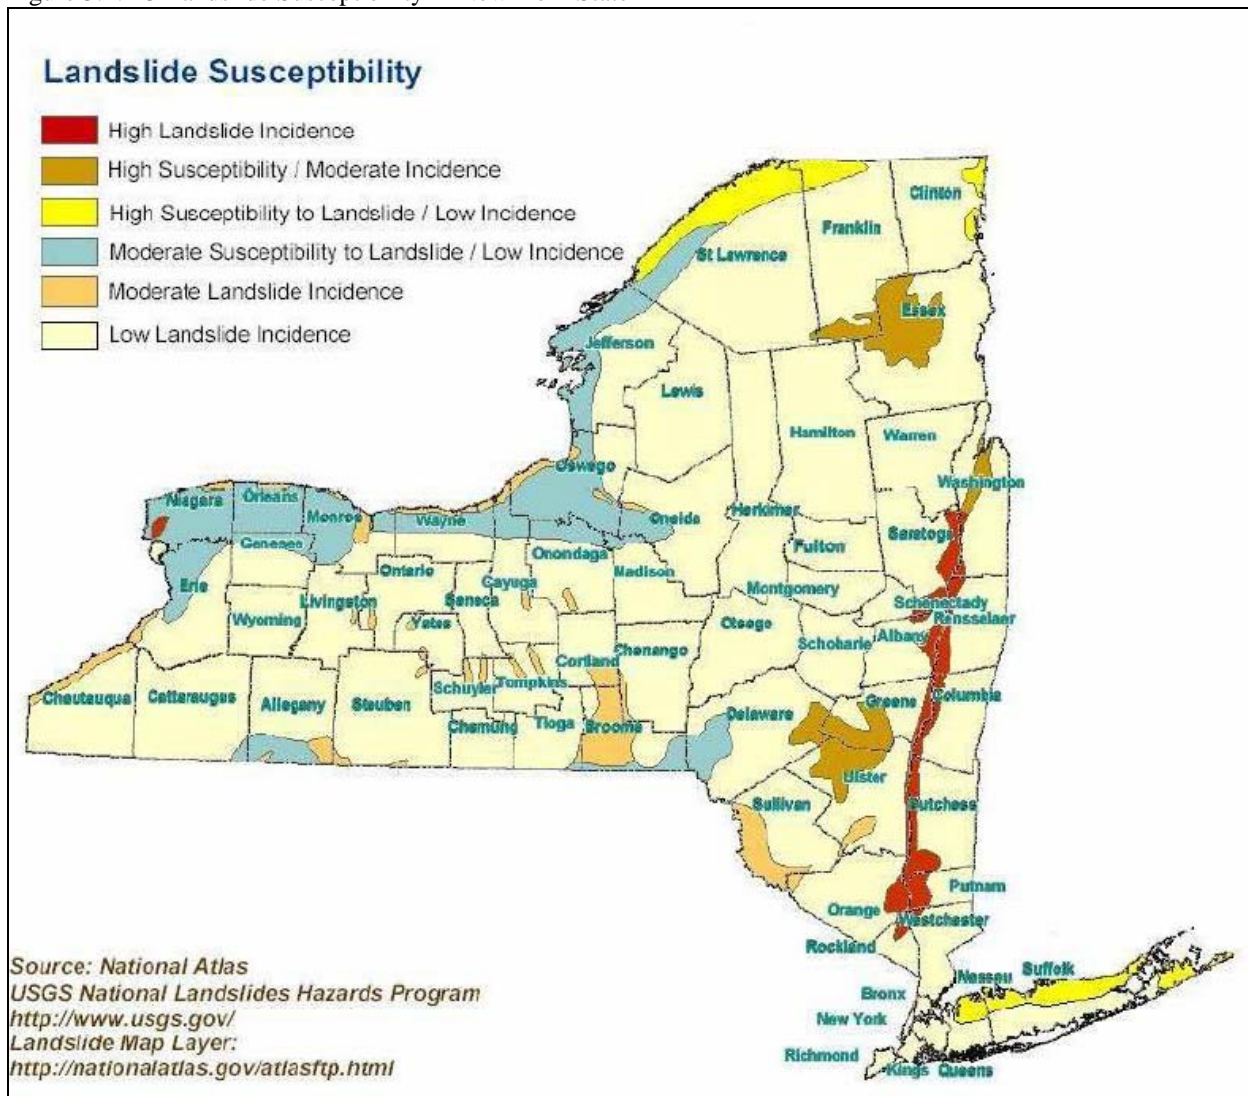 Landslide Susceptibility
High Landslide Incidence
High Susceptibility / Moderate Incidence
High Susceptibility to Landslide / Low Incidence
Moderate Susceptibility to Landslide / Low Incidence
Moderate Landslide Incidence
Low Landslide Incidence
Clinton
Franklin
St Lawrence
Essex
Jefferson
Lewis
Hamilton
Warren
Oswego
Washington
Niagara
Orleans
Monroe
Wayne
Oneida
Herkimer
Saratoga
Genesee
Fulton
Onondaga
Ontario
Madison
Erie
Cayuga
Montgomery
Livingston
Seneca
Schenectady
Wyoming
Yates
Otsego
Rensselaer
Schoharie
Albany
Chenango
Cortland
Schuyler
Tompkins
Chautauqua
Cattaraugus
Allegany
Steuben
Greene
Columbia
Delaware
Chemung
Tioga
Broome
Ulster
Sullivan
Dutchess
Putnam
Orange
Westchester
Rockland
Nassau
Suffolk
Bronx
New York
Richmond
Kings
Queens
Source: National Atlas
USGS National Landslides Hazards Program
http://www.usgs.gov/
Landslide Map Layer:
http://nationalatlas.gov/atlasftp.html